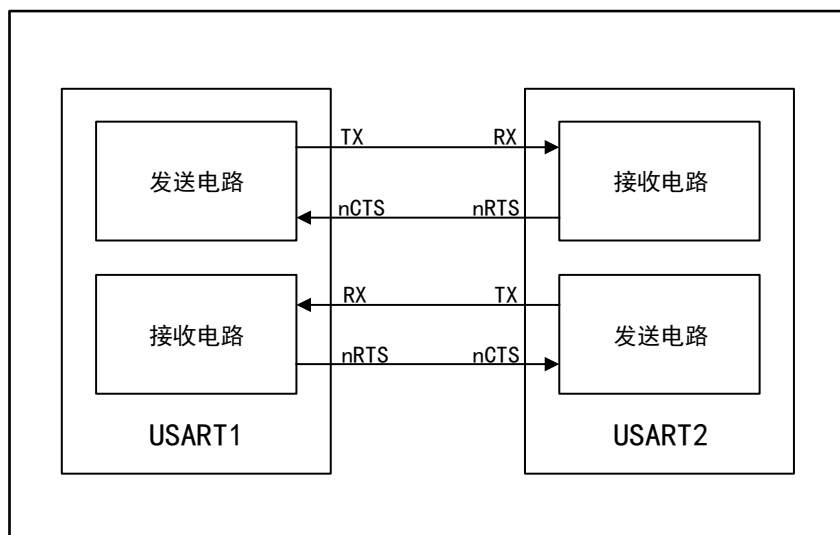 TX RX
发送电路 接收电路
nCTS nRTS
RX TX
接收电路 发送电路
nRTS nCTS
USART1 USART2